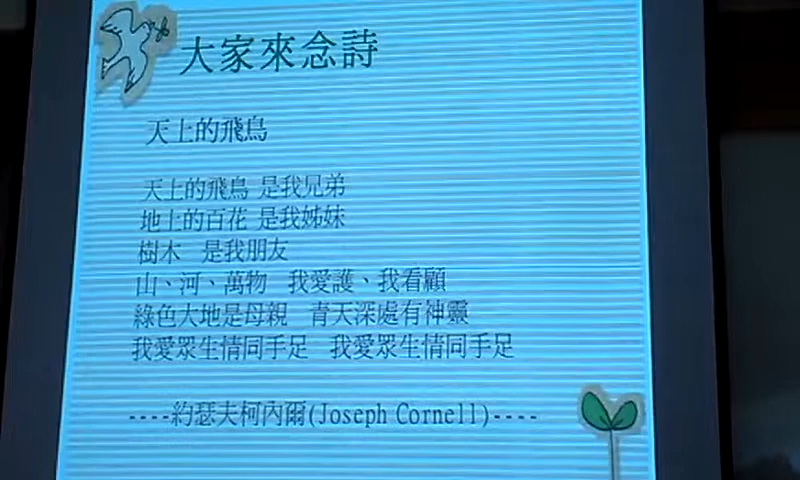 大家來念詩
天上的飛鳥
天上的飛鳥 是我兄弟
地上的百花 是我姊妹
樹木 是我朋友
山、河、萬物 我愛護、我看顧
綠色大地是母親 青天深處有神靈
我愛眾生情同手足 我愛眾生情同手足
----約瑟夫柯內爾(Joseph Cornell)----